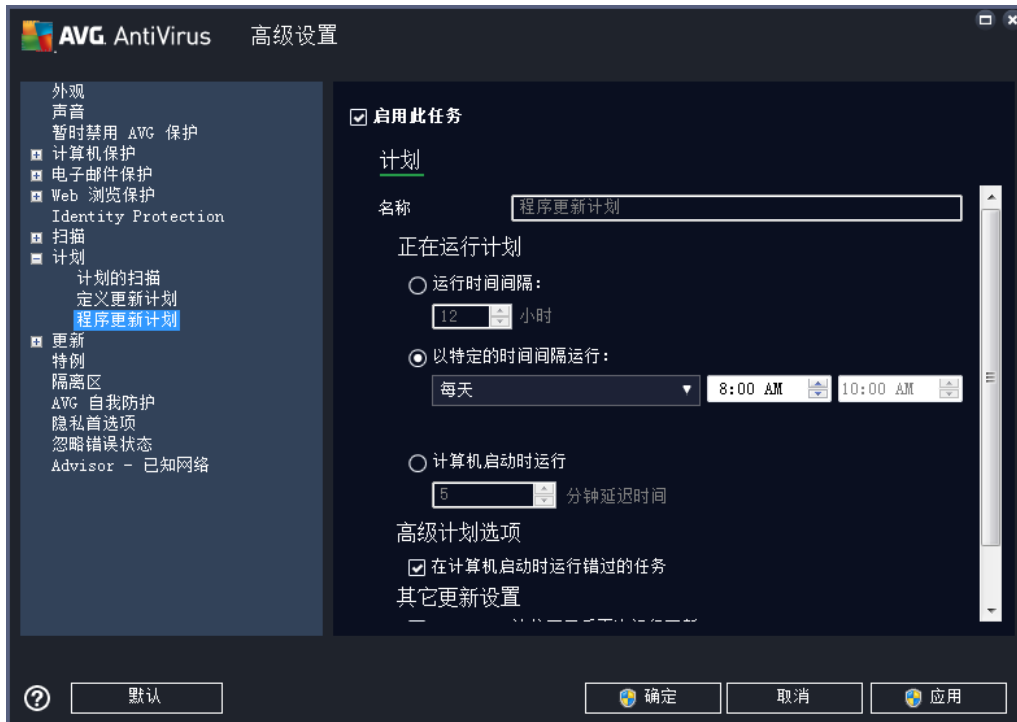 AVG. AntiVirus 高级设置
外观
声音
暂时禁用 AVG 保护
计算机保护
电子邮件保护
Web 浏览保护
Identity Protection
扫描
计划
计划的扫描
定义更新计划
程序更新计划
更新
特例
隔离区
AVG 自我防护
隐私首选项
忽略错误状态
Advisor - 已知网络
启用此任务
计划
名称 程序更新计划
正在运行计划
运行时间间隔:
12 小时
以特定的时间间隔运行:
每天 8:00 AM 10:00 AM
计算机启动时运行
5 分钟延迟时间
高级计划选项
在计算机启动时运行错过的任务
其它更新设置
? 默认 确定 取消 应用